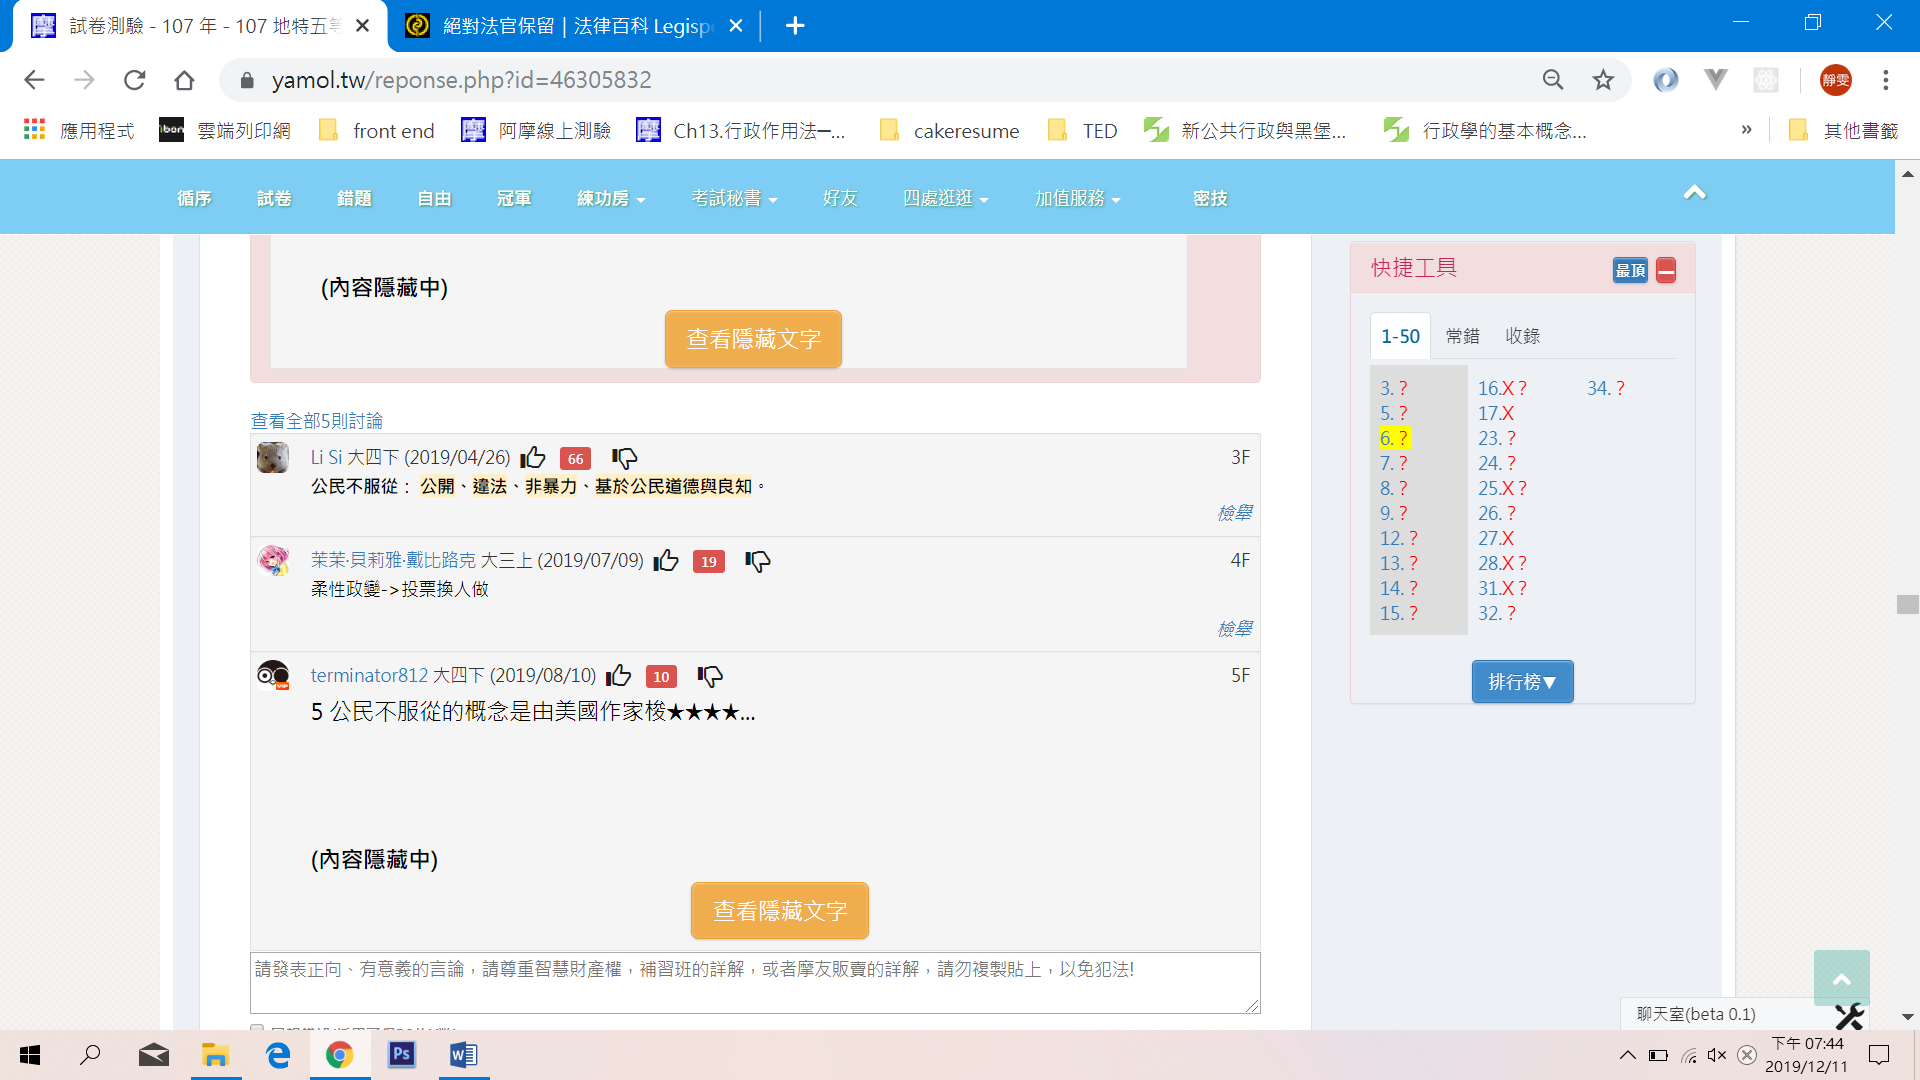 試卷測驗 - 107 年 - 107 地特五等
絕對法官保留 | 法律百科 Legispe
yamol.tw/reponse.php?id=46305832
靜雯
應用程式
ibon
雲端列印網
front end
摩
阿摩線上測驗
摩
Ch13.行政作用法─...
cakeresume
TED
新公共行政與黑堡...
行政學的基本概念...
»
其他書籤
循序
試卷
錯題
自由
冠軍
練功房
考試秘書
好友
四處逛逛
加值服務
密技
(內容隱藏中)
查看隱藏文字
查看全部5則討論
Li Si 大四下 (2019/04/26) 66
3F
公民不服從： 公開、違法、非暴力、基於公民道德與良知。
檢舉
茉茉·貝莉雅·戴比路克 大三上 (2019/07/09) 19
4F
柔性政變->投票換人做
檢舉
terminator812 大四下 (2019/08/10) 10
5F
VIP
5 公民不服從的概念是由美國作家梭★★★★...
(內容隱藏中)
查看隱藏文字
請發表正向、有意義的言論，請尊重智慧財產權，補習班的詳解，或者摩友販賣的詳解，請勿複製貼上，以免犯法!
快捷工具
最頂
1-50
常錯
收錄
3. ?
5. ?
6. ?
7. ?
8. ?
9. ?
12. ?
13. ?
14. ?
15. ?
16.X ?
17.X
23. ?
24. ?
25.X ?
26. ?
27.X
28.X ?
31.X ?
32. ?
34. ?
排行榜▼
聊天室(beta 0.1)
Ps
下午 07:44
2019/12/11